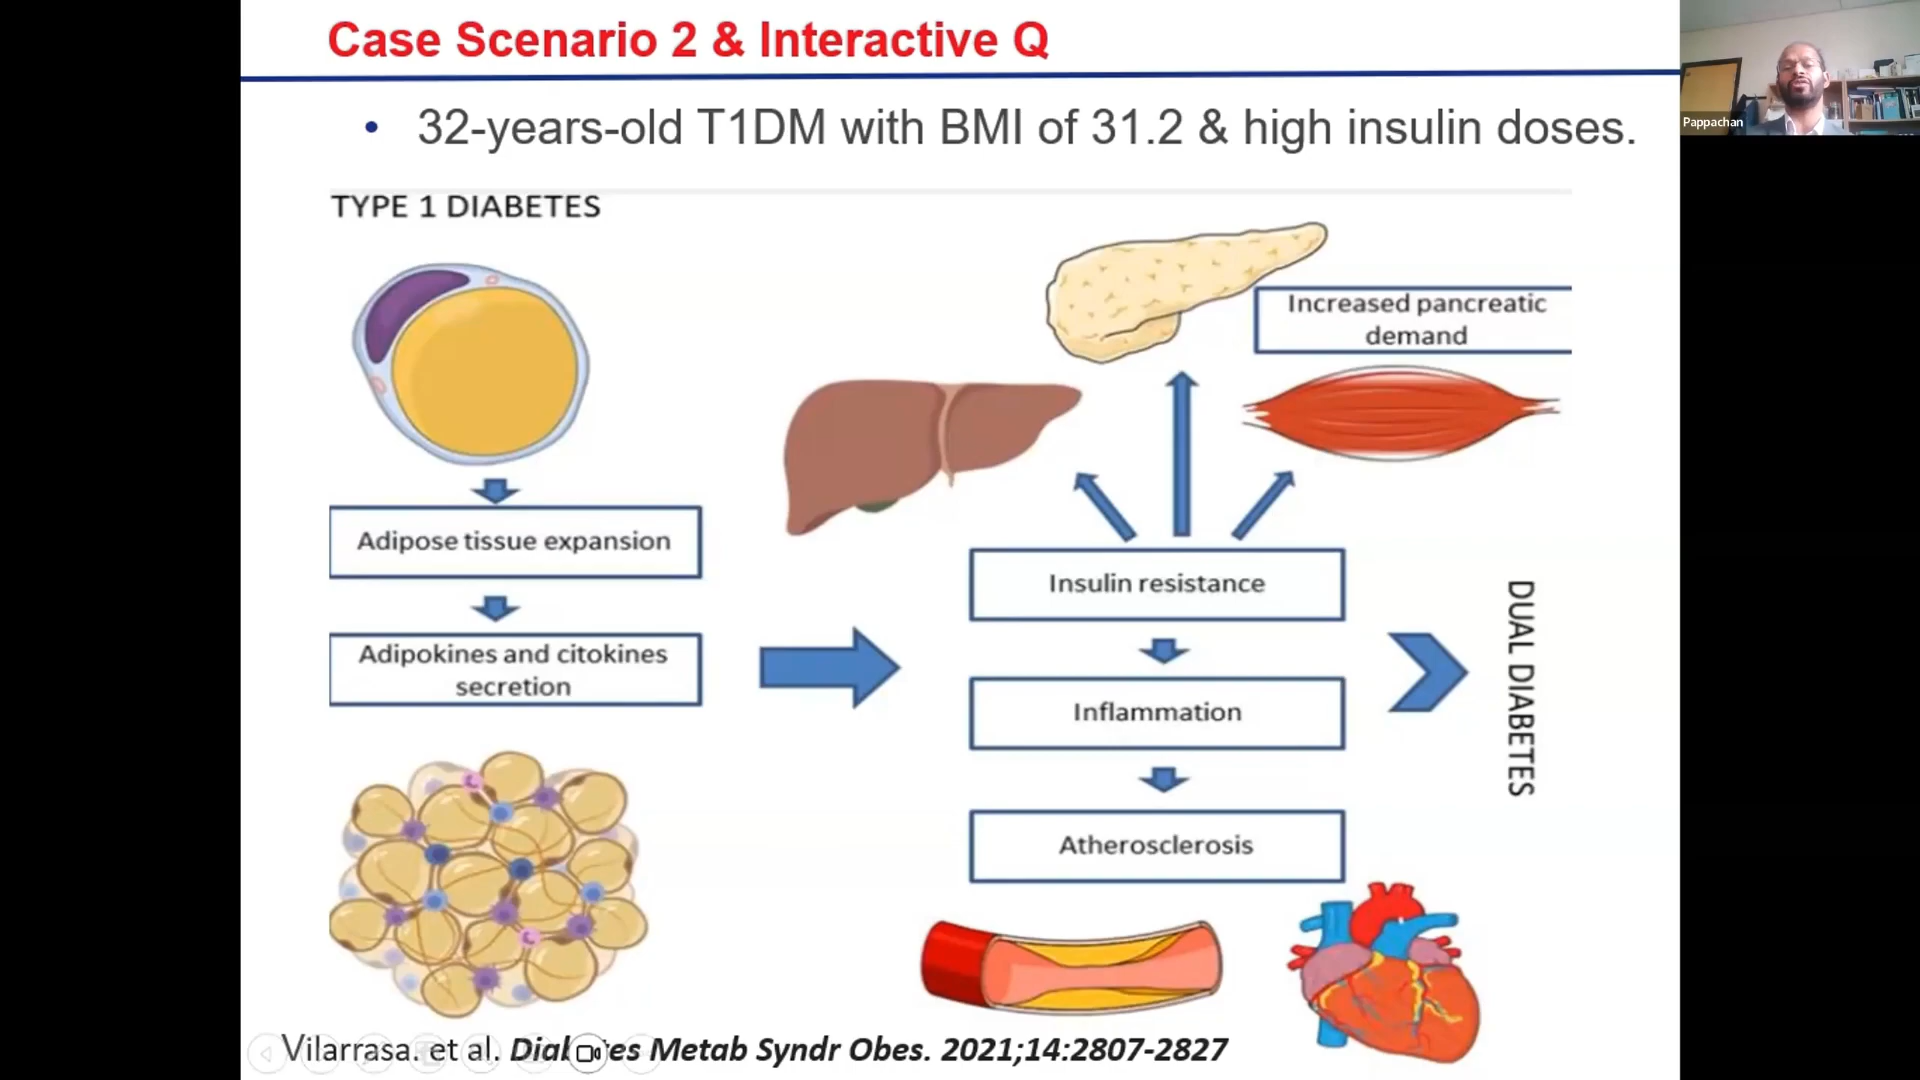 Case Scenario 2 & Interactive Q
Pappachan
• 32-years-old T1DM with BMI of 31.2 & high insulin doses.
TYPE 1 DIABETES
Increased pancreatic
demand
Adipose tissue expansion
Adipokines and citokines
secretion
Insulin resistance
Inflammation
Atherosclerosis
DUAL DIABETES
Vilarrasa. et al. Diabetes Metab Syndr Obes. 2021;14:2807-2827